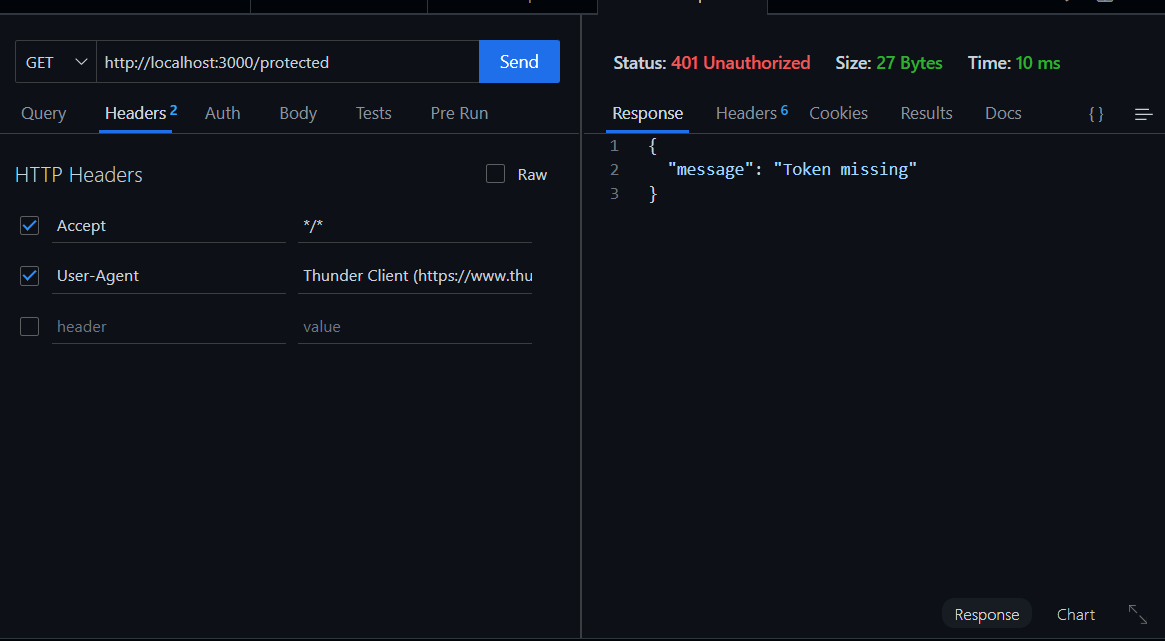 GET http://localhost:3000/protected Send
Query Headers 2 Auth Body Tests Pre Run
HTTP Headers Raw
Accept */*
User-Agent Thunder Client (https://www.thu
header value
Status: 401 Unauthorized Size: 27 Bytes Time: 10 ms
Response Headers 6 Cookies Results Docs { }
1 {
2 "message": "Token missing"
3 }
Response Chart